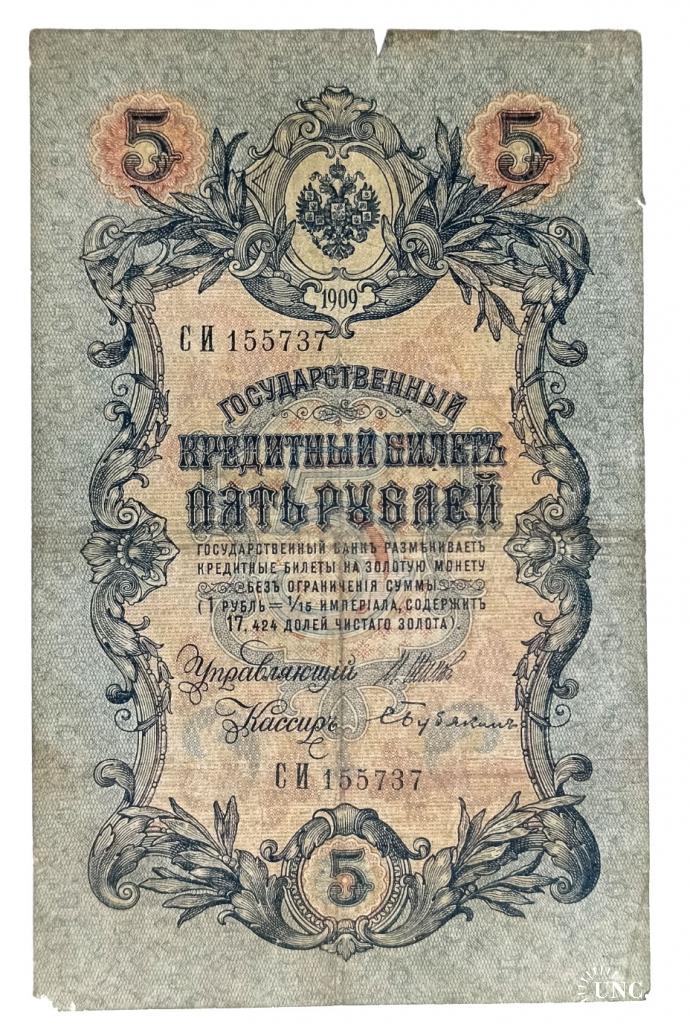 5 5
1909
СИ 155737
ГОСУДАРСТВЕННЫЙ
КРЕДИТНЫЙ БИЛЕТЪ
ПЯТЬ РУБЛЕЙ
ГОСУДАРСТВЕННЫЙ БАНКЪ РАЗМѢНИВАЕТЪ
КРЕДИТНЫЕ БИЛЕТЫ НА ЗОЛОТУЮ МОНЕТУ
БЕЗЪ ОГРАНИЧЕНІЯ СУММЫ
(1 РУБЛЬ = 1/15 ИМПЕРІАЛА, СОДЕРЖИТЪ
17,424 ДОЛЕЙ ЧИСТАГО ЗОЛОТА).
Управляющій И. Шиповъ
Кассиръ С Бубякинъ
СИ 155737
5
UNC